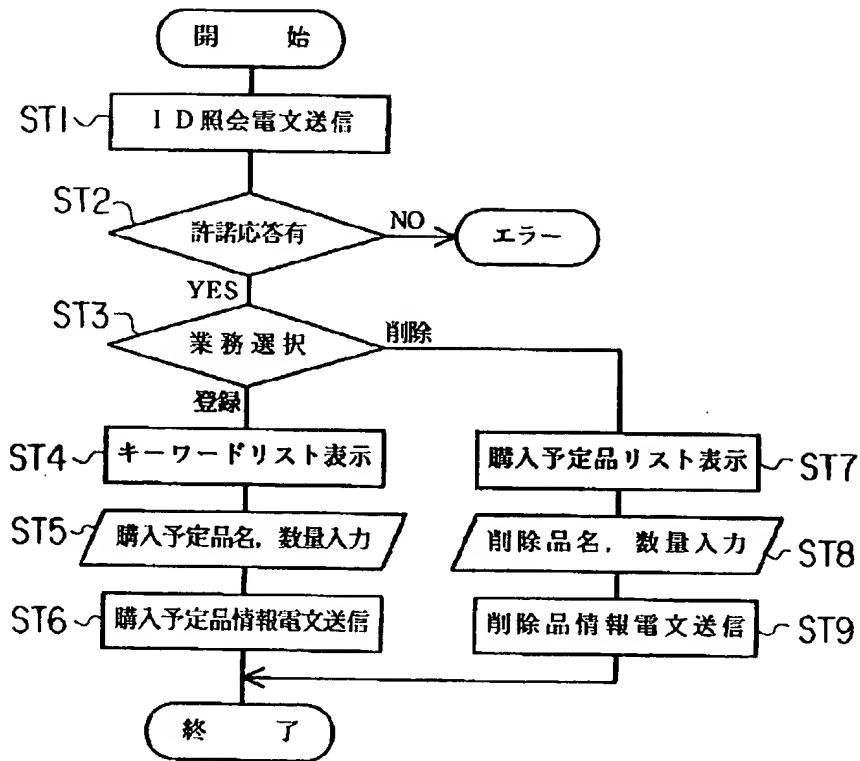 開始
ST1 ID照会電文送信
ST2 許諾応答有 NO エラー
YES
ST3 業務選択 削除
登録
ST4 キーワードリスト表示 購入予定品リスト表示 ST7
ST5 購入予定品名,数量入力 削除品名,数量入力 ST8
ST6 購入予定品情報電文送信 削除品情報電文送信 ST9
終了